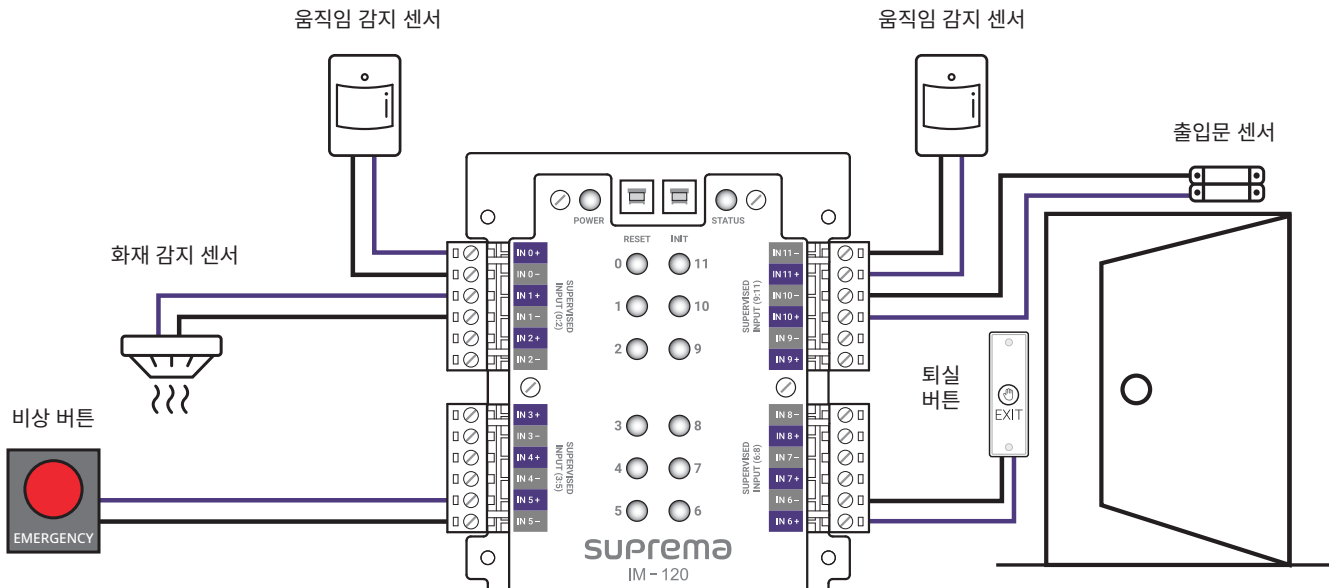 움직임 감지 센서
움직임 감지 센서
출입문 센서
화재 감지 센서
비상 버튼
EMERGENCY
퇴실
버튼
EXIT
POWER
STATUS
RESET
INIT
IN 0+
IN 0-
IN 1+
IN 1-
IN 2+
IN 2-
SUPERVISED
INPUT (0:2)
IN 3+
IN 3-
IN 4+
IN 4-
IN 5+
IN 5-
SUPERVISED
INPUT (3:5)
0
11
1
10
2
9
3
8
4
7
5
6
IN 11-
IN 11+
IN 10-
IN 10+
IN 9-
IN 9+
SUPERVISED
INPUT (9:11)
IN 8-
IN 8+
IN 7-
IN 7+
IN 6-
IN 6+
SUPERVISED
INPUT (6:8)
suprema
IM-120